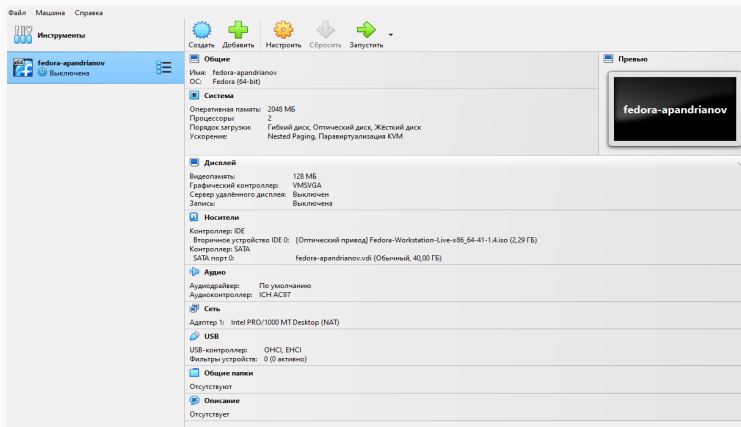 Файл Машина Справка
Инструменты
fedora-apandrianov
Выключена
Создать Добавить Настроить Сбросить Запустить
Общие
Имя: fedora-apandrianov
ОС: Fedora (64-bit)
Система
Оперативная память: 2048 МБ
Процессоры: 2
Порядок загрузки: Гибкий диск, Оптический диск, Жёсткий диск
Ускорение: Nested Paging, Паравиртуализация KVM
Превью
fedora-apandrianov
Дисплей
Видеопамять: 128 МБ
Графический контроллер: VMSVGA
Сервер удалённого дисплея: Выключен
Запись: Выключена
Носители
Контроллер: IDE
Вторичное устройство IDE 0: [Оптический привод] Fedora-Workstation-Live-x86_64-41-1.4.iso (2,29 ГБ)
Контроллер: SATA
SATA порт 0: fedora-apandrianov.vdi (Обычный, 40,00 ГБ)
Аудио
Аудиодрайвер: По умолчанию
Аудиоконтроллер: ICH AC97
Сеть
Адаптер 1: Intel PRO/1000 MT Desktop (NAT)
USB
USB-контроллер: OHCI, EHCI
Фильтры устройств: 0 (0 активно)
Общие папки
Отсутствуют
Описание
Отсутствует